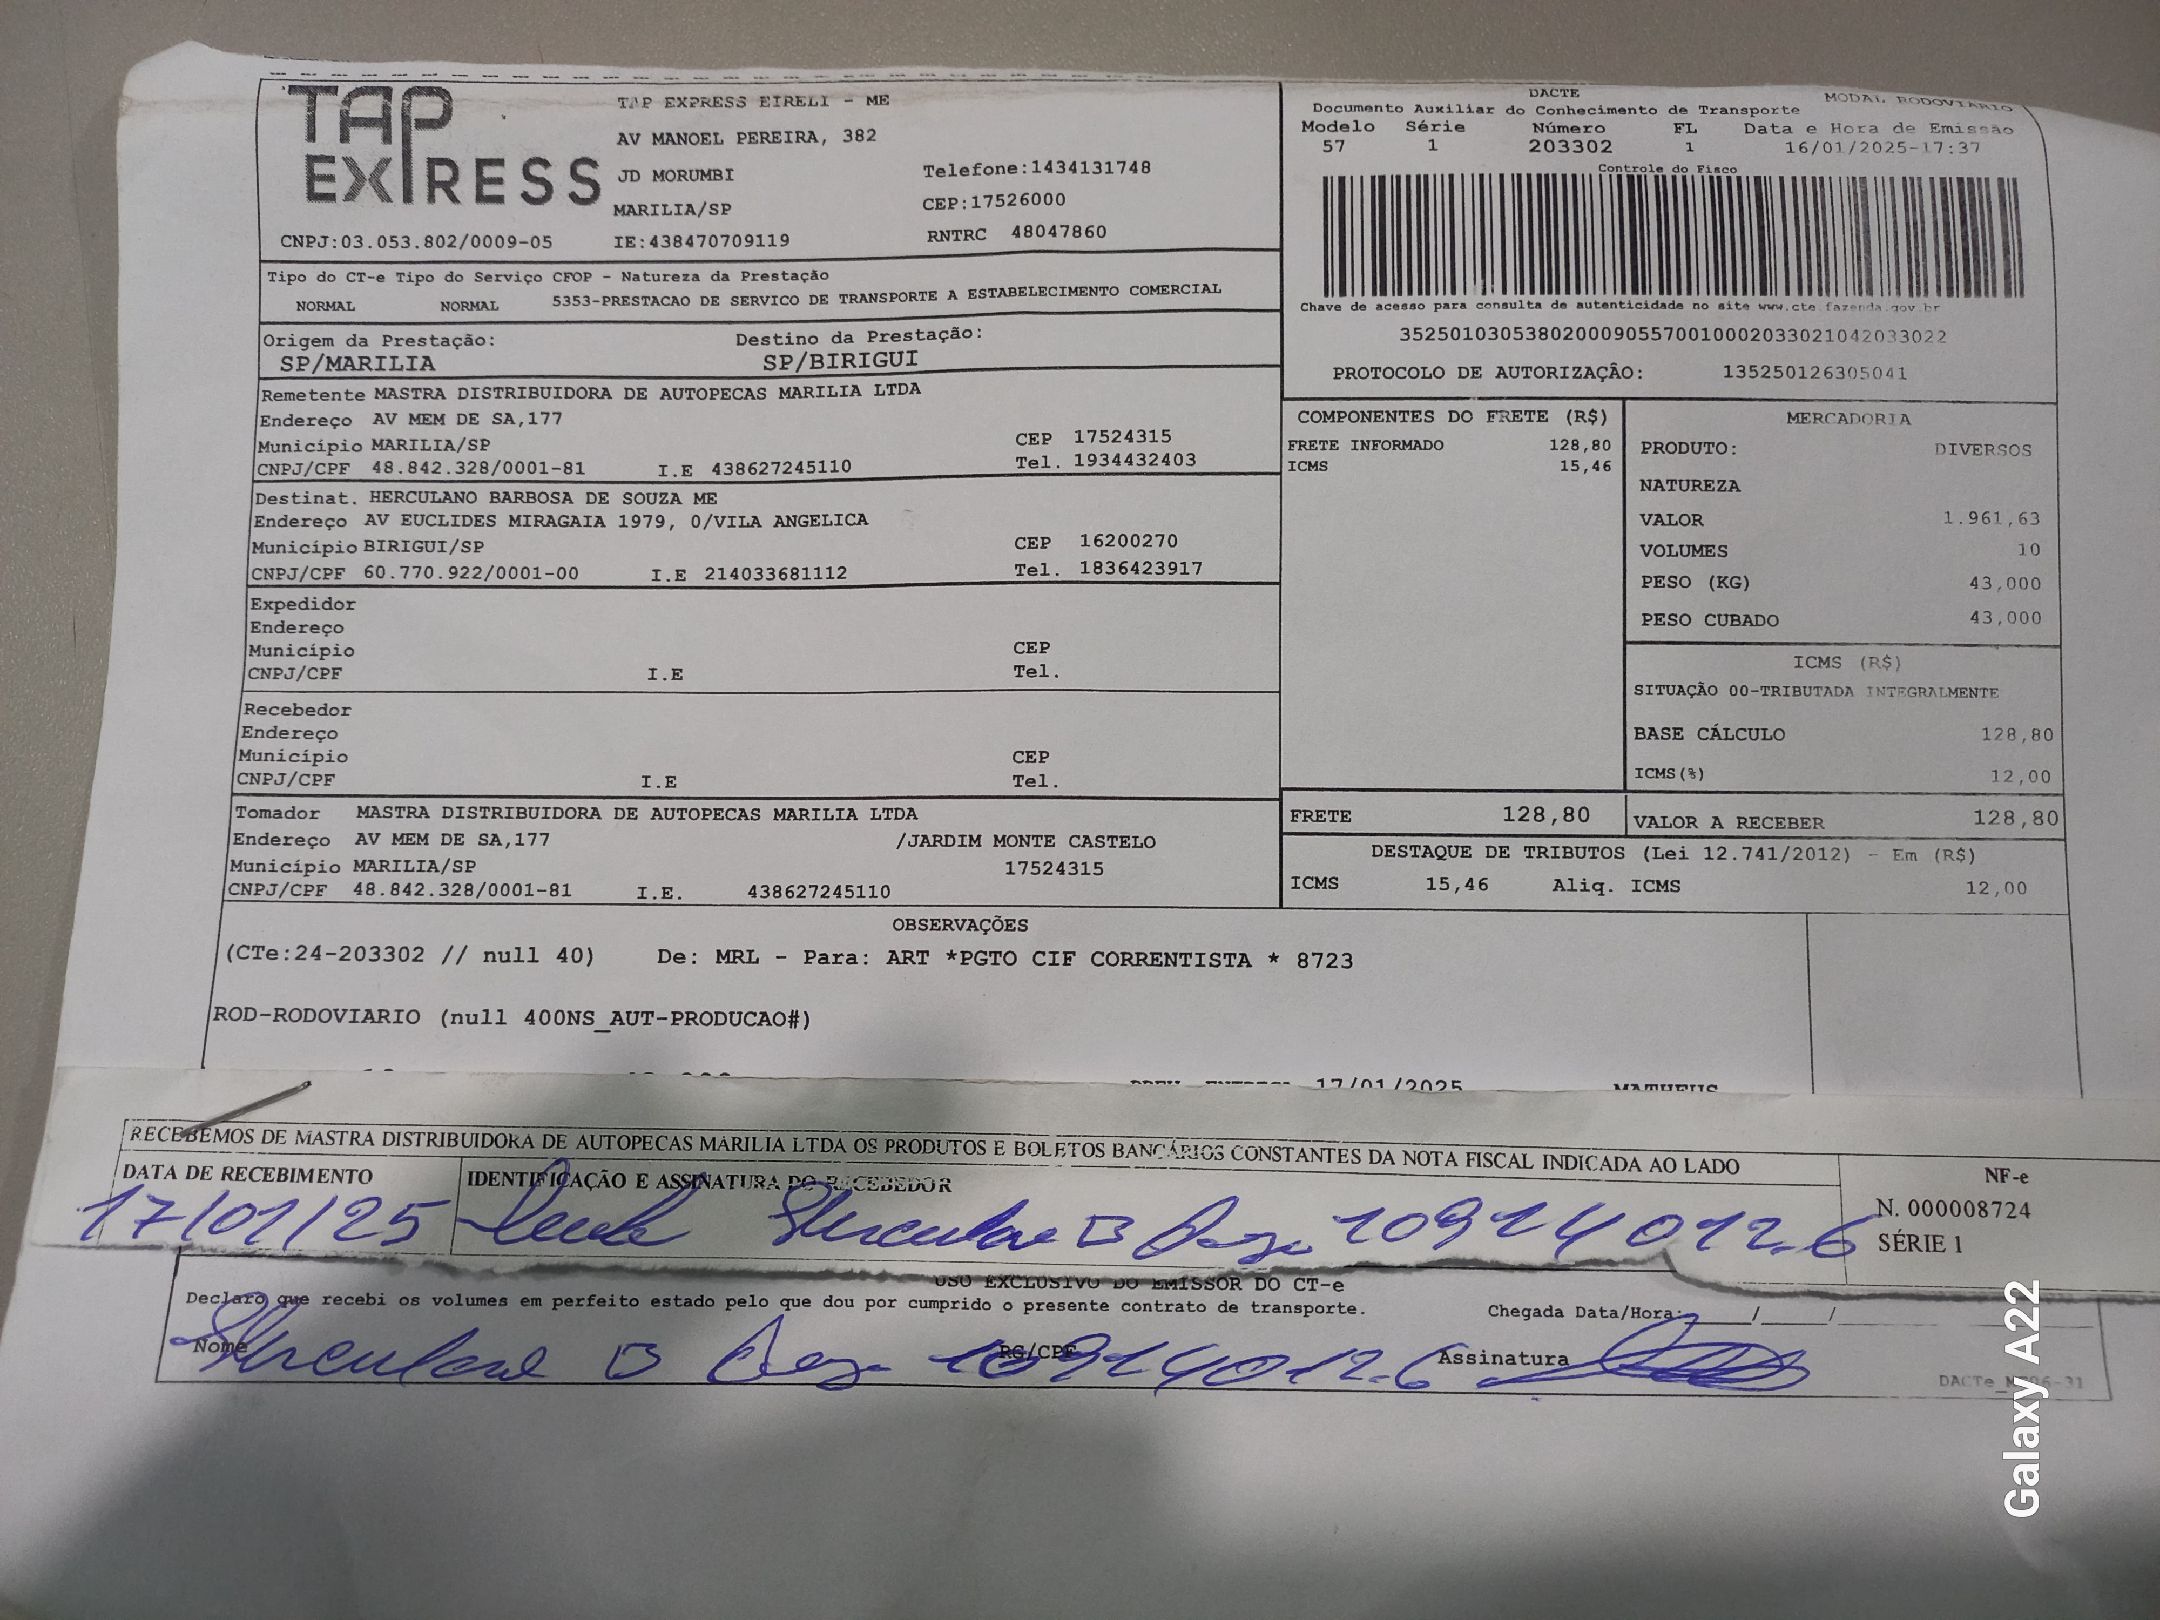 TAP EXPRESS
TAP EXPRESS EIRELI - ME
AV MANOEL PEREIRA, 382
JD MORUMBI
Telefone:1434131748
MARILIA/SP
CEP:17526000
CNPJ:03.053.802/0009-05 IE:438470709119 RNTRC 48047860
DACTE
MODAL RODOVIARIO
Documento Auxiliar do Conhecimento de Transporte
Modelo Série Número FL Data e Hora de Emissão
57 1 203302 1 16/01/2025-17:37
Controle do Fisco
Chave de acesso para consulta de autenticidade no site www.cte.fazenda.gov.br
35250103053802000905570010002033021042033022
PROTOCOLO DE AUTORIZAÇÃO: 135250126305041
Tipo do CT-e Tipo do Serviço CFOP - Natureza da Prestação
NORMAL NORMAL 5353-PRESTACAO DE SERVICO DE TRANSPORTE A ESTABELECIMENTO COMERCIAL
Origem da Prestação: Destino da Prestação:
SP/MARILIA SP/BIRIGUI
Remetente MASTRA DISTRIBUIDORA DE AUTOPECAS MARILIA LTDA
Endereço AV MEM DE SA,177
Município MARILIA/SP CEP 17524315
CNPJ/CPF 48.842.328/0001-81 I.E 438627245110 Tel. 1934432403
Destinat. HERCULANO BARBOSA DE SOUZA ME
Endereço AV EUCLIDES MIRAGAIA 1979, 0/VILA ANGELICA
Município BIRIGUI/SP CEP 16200270
CNPJ/CPF 60.770.922/0001-00 I.E 214033681112 Tel. 1836423917
Expedidor
Endereço
Município CEP
CNPJ/CPF I.E Tel.
Recebedor
Endereço
Município CEP
CNPJ/CPF I.E Tel.
Tomador MASTRA DISTRIBUIDORA DE AUTOPECAS MARILIA LTDA
Endereço AV MEM DE SA,177 /JARDIM MONTE CASTELO
Município MARILIA/SP 17524315
CNPJ/CPF 48.842.328/0001-81 I.E. 438627245110
COMPONENTES DO FRETE (R$)
FRETE INFORMADO 128,80
ICMS 15,46
MERCADORIA
PRODUTO: DIVERSOS
NATUREZA
VALOR 1.961,63
VOLUMES 10
PESO (KG) 43,000
PESO CUBADO 43,000
ICMS (R$)
SITUAÇÃO 00-TRIBUTADA INTEGRALMENTE
BASE CÁLCULO 128,80
ICMS(%) 12,00
FRETE 128,80 VALOR A RECEBER 128,80
DESTAQUE DE TRIBUTOS (Lei 12.741/2012) - Em (R$)
ICMS 15,46 Aliq. ICMS 12,00
OBSERVAÇÕES
(CTe:24-203302 // null 40) De: MRL - Para: ART *PGTO CIF CORRENTISTA * 8723
ROD-RODOVIARIO (null 400NS_AUT-PRODUCAO#)
17/01/2025 MATHEUS
RECEBEMOS DE MASTRA DISTRIBUIDORA DE AUTOPECAS MARILIA LTDA OS PRODUTOS E BOLETOS BANCÁRIOS CONSTANTES DA NOTA FISCAL INDICADA AO LADO
DATA DE RECEBIMENTO IDENTIFICAÇÃO E ASSINATURA DO RECEBEDOR
NF-e
N. 000008724
SÉRIE 1
17/01/25 Herculano B Souza 10914012-6
USO EXCLUSIVO DO EMISSOR DO CT-e
Declaro que recebi os volumes em perfeito estado pelo que dou por cumprido o presente contrato de transporte. Chegada Data/Hora: / /
Nome Herculano B Souza RG/CPF 10914012-6 Assinatura
Galaxy A22